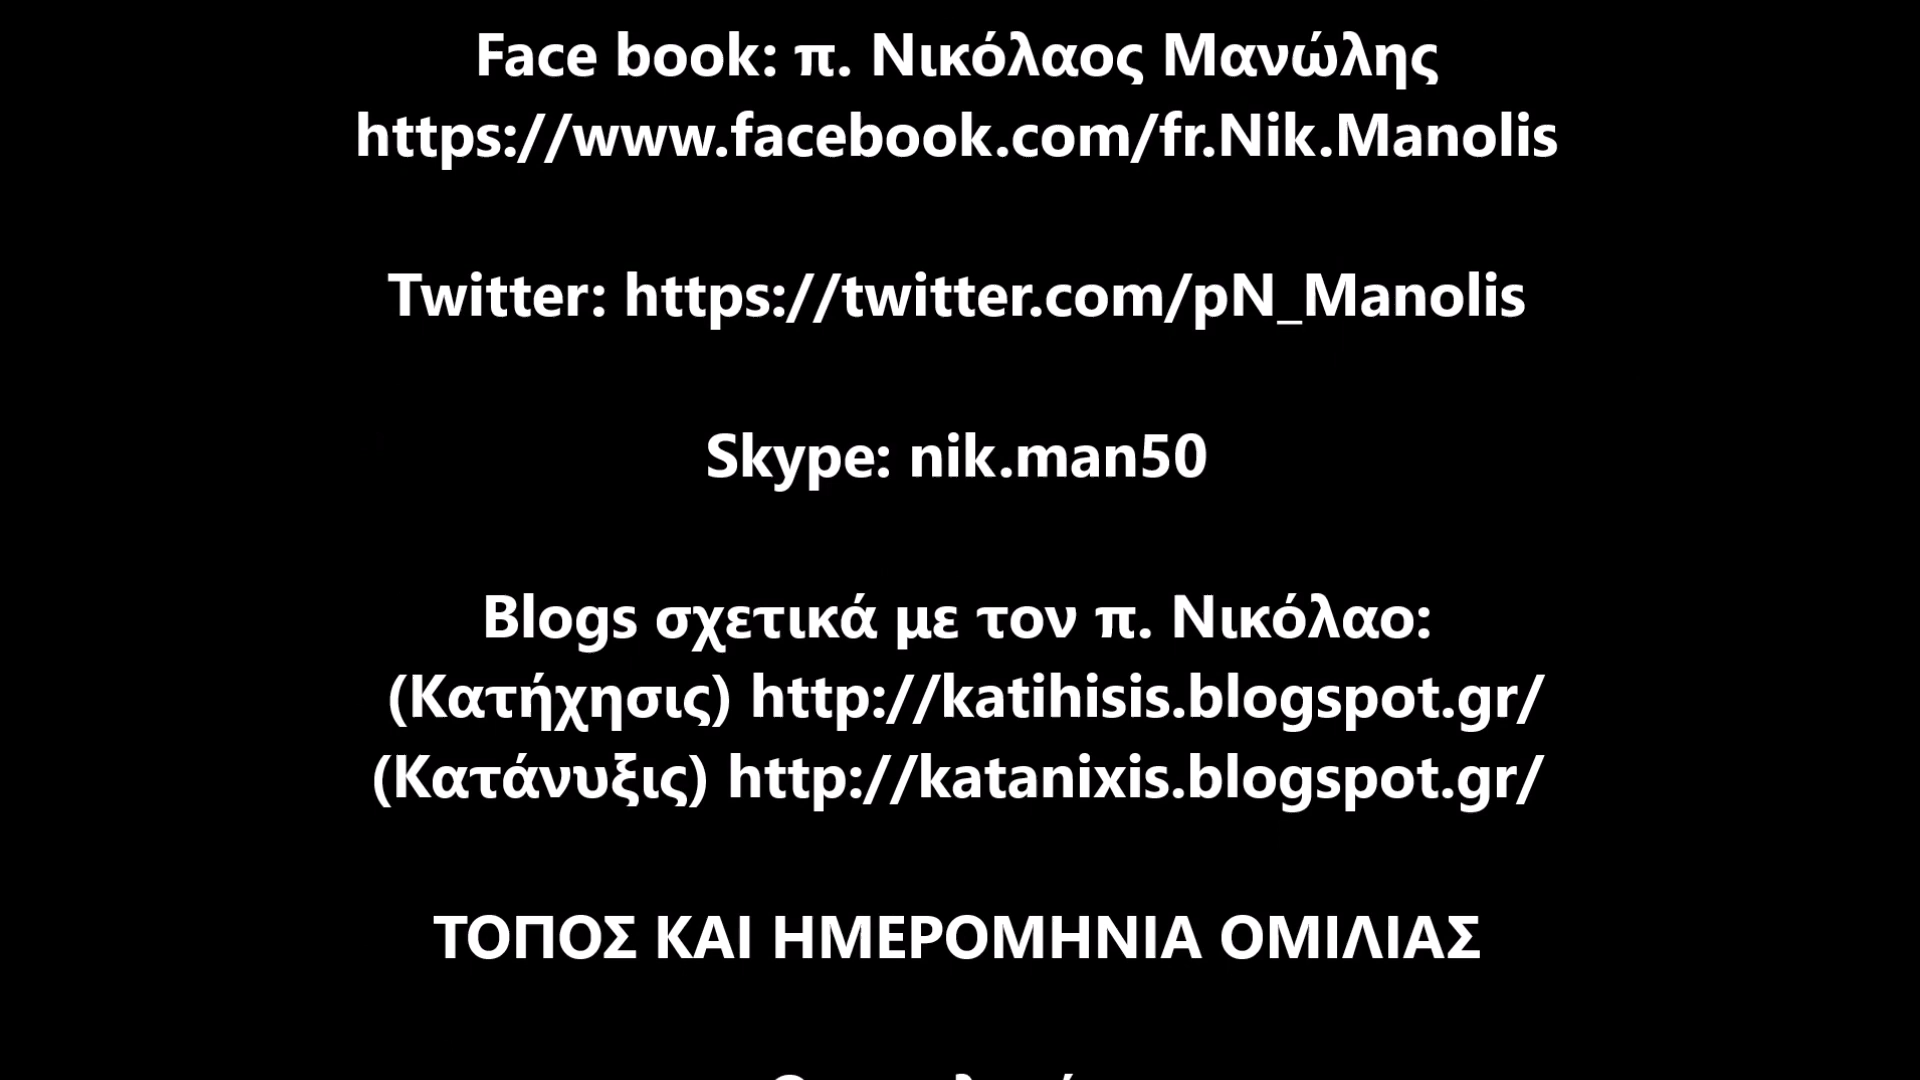 Face book: π. Νικόλαος Μανώλης
https://www.facebook.com/fr.Nik.Manolis
Twitter: https://twitter.com/pN_Manolis
Skype: nik.man50
Blogs σχετικά με τον π. Νικόλαο:
(Κατήχησις) http://katihisis.blogspot.gr/
(Κατάνυξις) http://katanixis.blogspot.gr/
ΤΟΠΟΣ ΚΑΙ ΗΜΕΡΟΜΗΝΙΑ ΟΜΙΛΙΑΣ